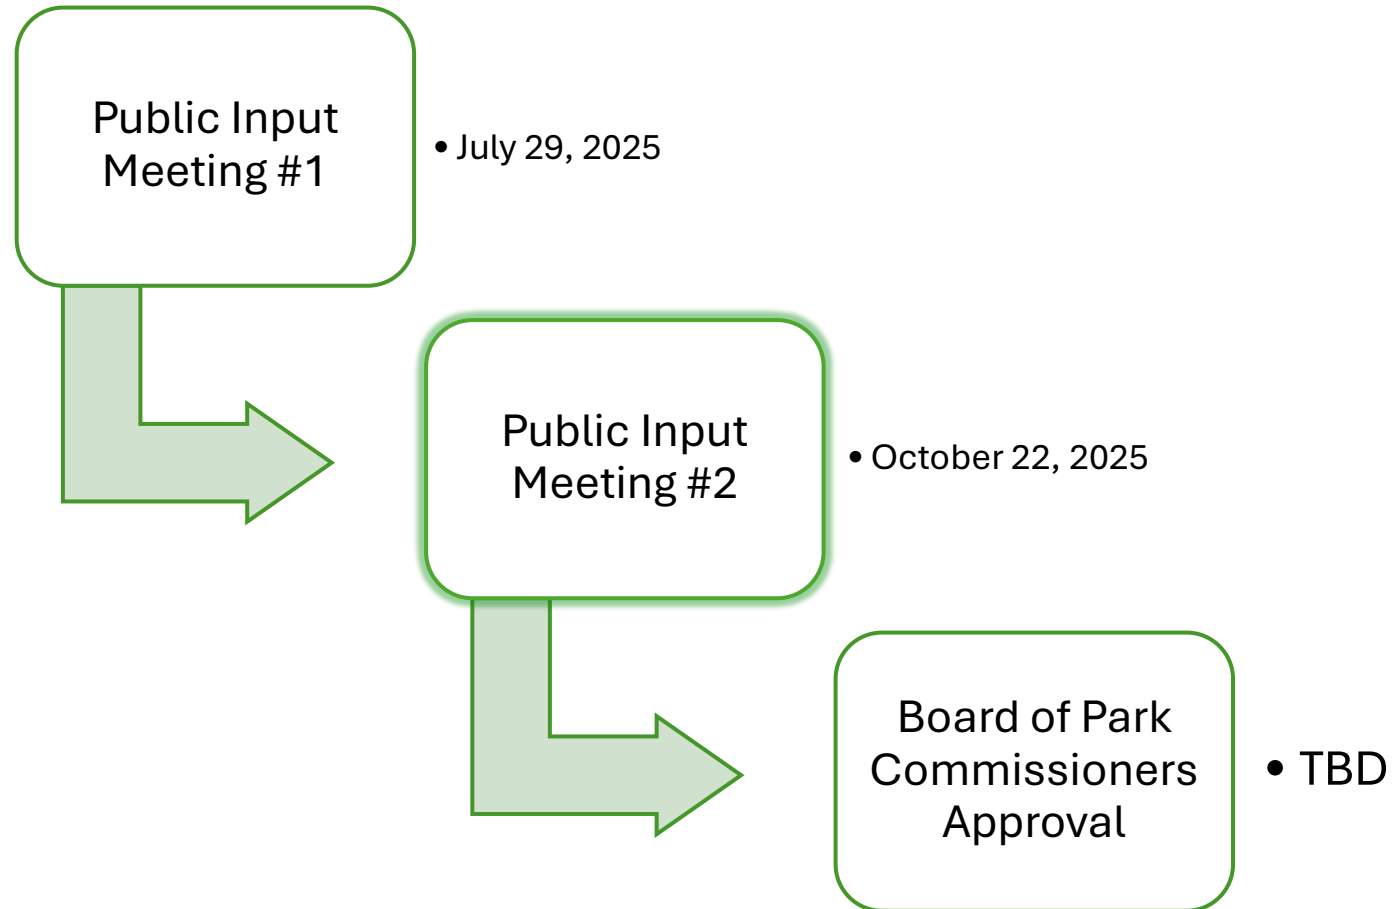 Public Input
Meeting #1
• July 29, 2025
Public Input
Meeting #2
• October 22, 2025
Board of Park
Commissioners
Approval
• TBD